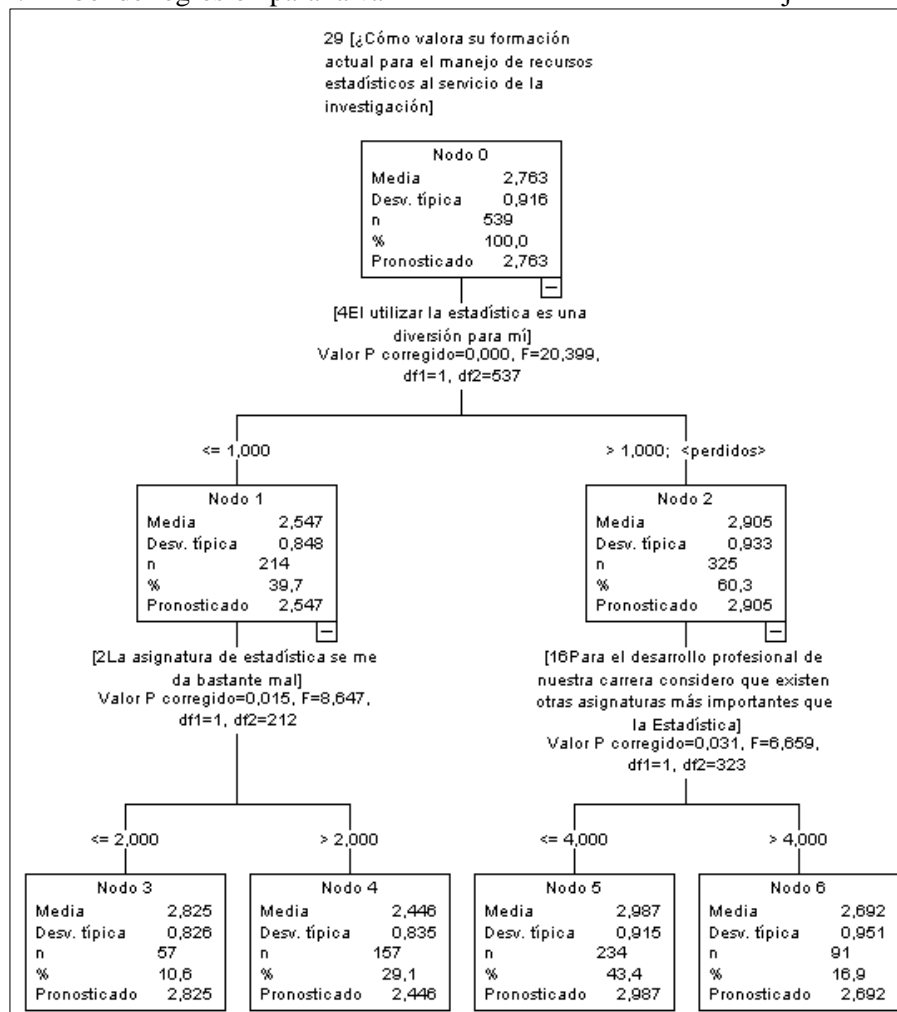 29 [¿Cómo valora su formación
actual para el manejo de recursos
estadísticos al servicio de la
investigación]
Nodo 0
Media 2,763
Desv. típica 0,916
n 539
% 100,0
Pronosticado 2,763
[4El utilizar la estadística es una
diversión para mí]
Valor P corregido=0,000, F=20,399,
df1=1, df2=537
<= 1,000
> 1,000; <perdidos>
Nodo 1
Media 2,547
Desv. típica 0,848
n 214
% 39,7
Pronosticado 2,547
Nodo 2
Media 2,905
Desv. típica 0,933
n 325
% 60,3
Pronosticado 2,905
[2La asignatura de estadística se me
da bastante mal]
Valor P corregido=0,015, F=8,647,
df1=1, df2=212
[16Para el desarrollo profesional de
nuestra carrera considero que existen
otras asignaturas más importantes que
la Estadística]
Valor P corregido=0,031, F=6,659,
df1=1, df2=323
<= 2,000
> 2,000
<= 4,000
> 4,000
Nodo 3
Media 2,825
Desv. típica 0,826
n 57
% 10,6
Pronosticado 2,825
Nodo 4
Media 2,446
Desv. típica 0,835
n 157
% 29,1
Pronosticado 2,446
Nodo 5
Media 2,987
Desv. típica 0,915
n 234
% 43,4
Pronosticado 2,987
Nodo 6
Media 2,692
Desv. típica 0,951
n 91
% 16,9
Pronosticado 2,692